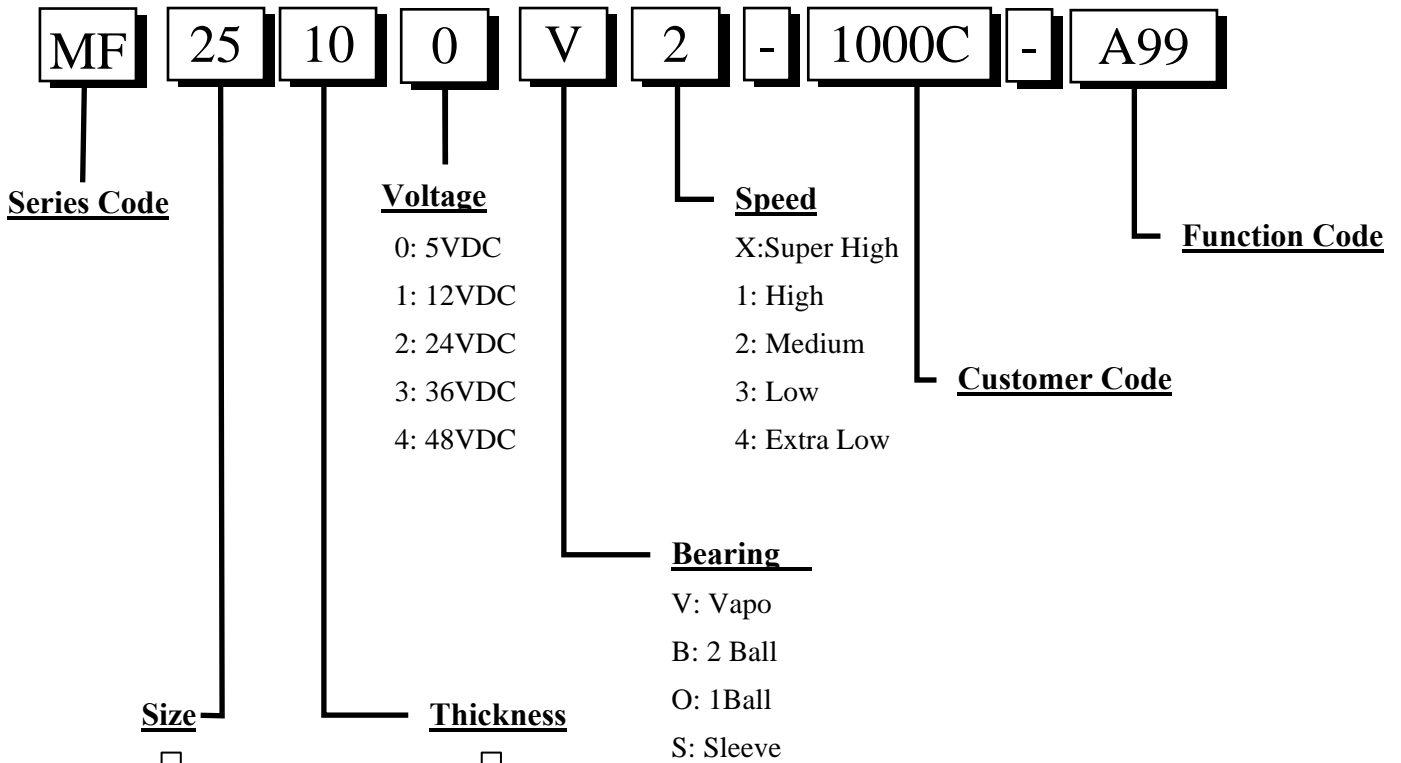 MF 25 10 0 V 2 - 1000C - A99
Series Code
Voltage
0: 5VDC
1: 12VDC
2: 24VDC
3: 36VDC
4: 48VDC
Speed
X:Super High
1: High
2: Medium
3: Low
4: Extra Low
Function Code
Customer Code
Bearing
V: Vapo
B: 2 Ball
O: 1Ball
S: Sleeve
Size
Thickness